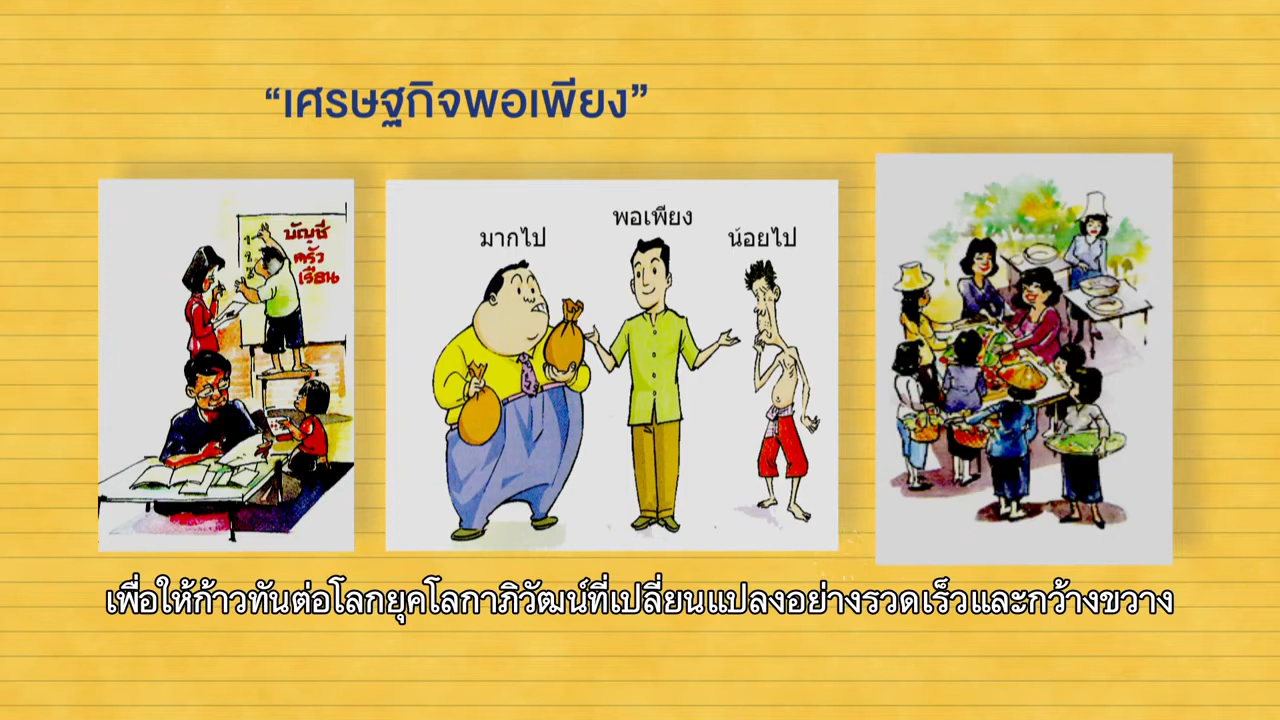 “เศรษฐกิจพอเพียง”
บัญชี
ครัว
เรือน
มากไป
พอเพียง
น้อยไป
เพื่อให้ก้าวทันต่อโลกยุคโลกาภิวัฒน์ที่เปลี่ยนแปลงอย่างรวดเร็วและกว้างขวาง